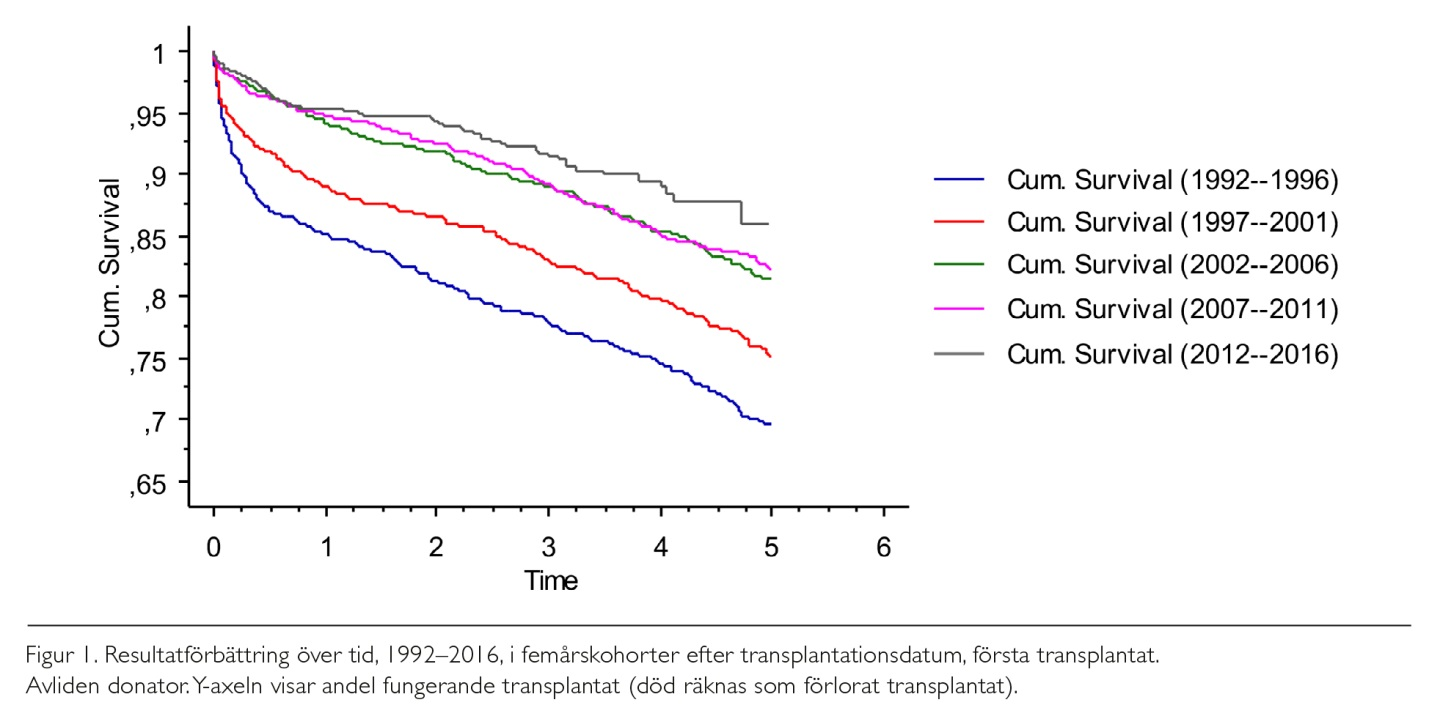 1
,95
,9
,85
,8
,75
,7
,65
Cum. Survival
0 1 2 3 4 5 6
Time
Cum. Survival (1992--1996)
Cum. Survival (1997--2001)
Cum. Survival (2002--2006)
Cum. Survival (2007--2011)
Cum. Survival (2012--2016)
Figur 1. Resultatförbättring över tid, 1992–2016, i femårskohorter efter transplantationsdatum, första transplantat.
Avliden donator. Y-axeln visar andel fungerande transplantat (död räknas som förlorat transplantat).